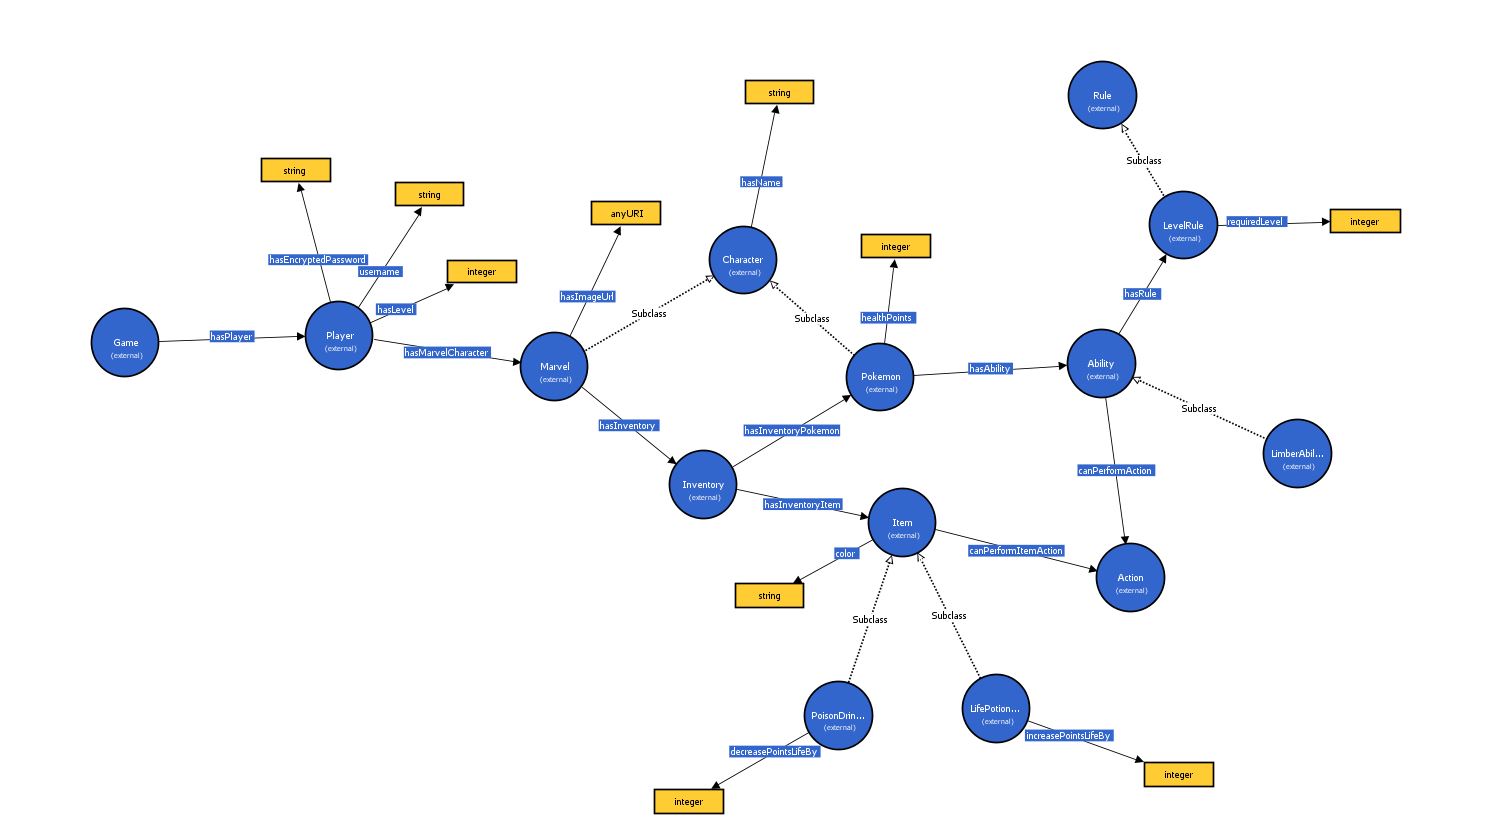 string
Rule
(external)
Subclass
string
string
hasName
anyURI
LevelRule
(external)
requiredLevel
integer
integer
Character
(external)
hasEncryptedPassword
username
integer
hasLevel
hasImageUrl
hasRule
Subclass
Subclass
healthPoints
Game
(external)
hasPlayer
Player
(external)
hasMarvelCharacter
Marvel
(external)
Pokemon
(external)
hasAbility
Ability
(external)
Subclass
hasInventory
hasInventoryPokemon
LimberAbil...
(external)
canPerformAction
Inventory
(external)
hasInventoryItem
Item
(external)
color
canPerformItemAction
Action
(external)
string
Subclass
Subclass
PoisonDrin...
(external)
LifePotion...
(external)
decreasePointsLifeBy
increasePointsLifeBy
integer
integer